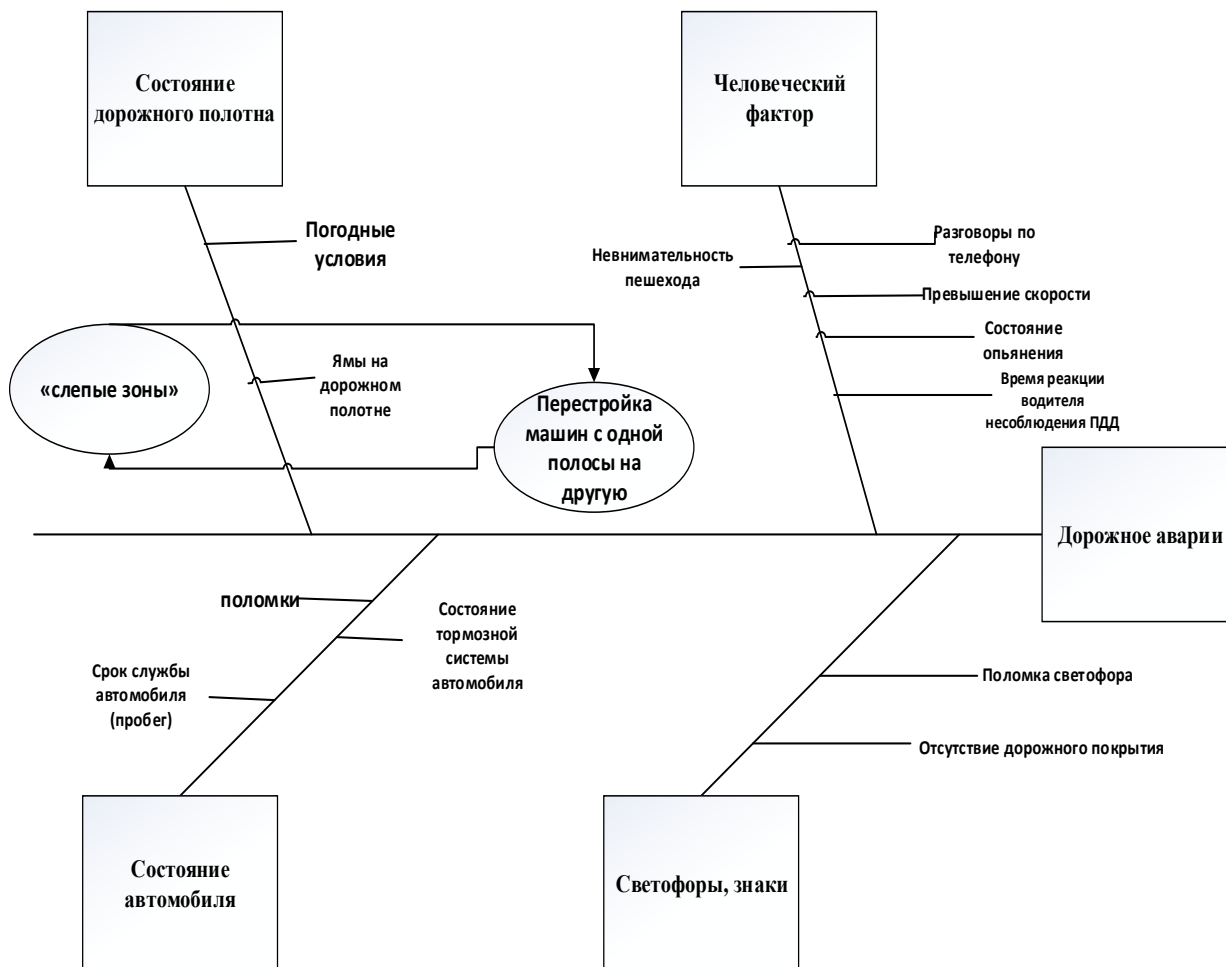 Состояние
дорожного полотна
Человеческий
фактор
Погодные
условия
Невнимательность
пешехода
Разговоры по
телефону
Превышение скорости
Состояние
опьянения
Время реакции
водителя
несоблюдения ПДД
«слепые зоны»
Ямы на
дорожном
полотне
Перестройка
машин с одной
полосы на
другую
Дорожное аварии
поломки
Состояние
тормозной
системы
автомобиля
Срок службы
автомобиля
(пробег)
Поломка светофора
Отсутствие дорожного покрытия
Состояние
автомобиля
Светофоры, знаки